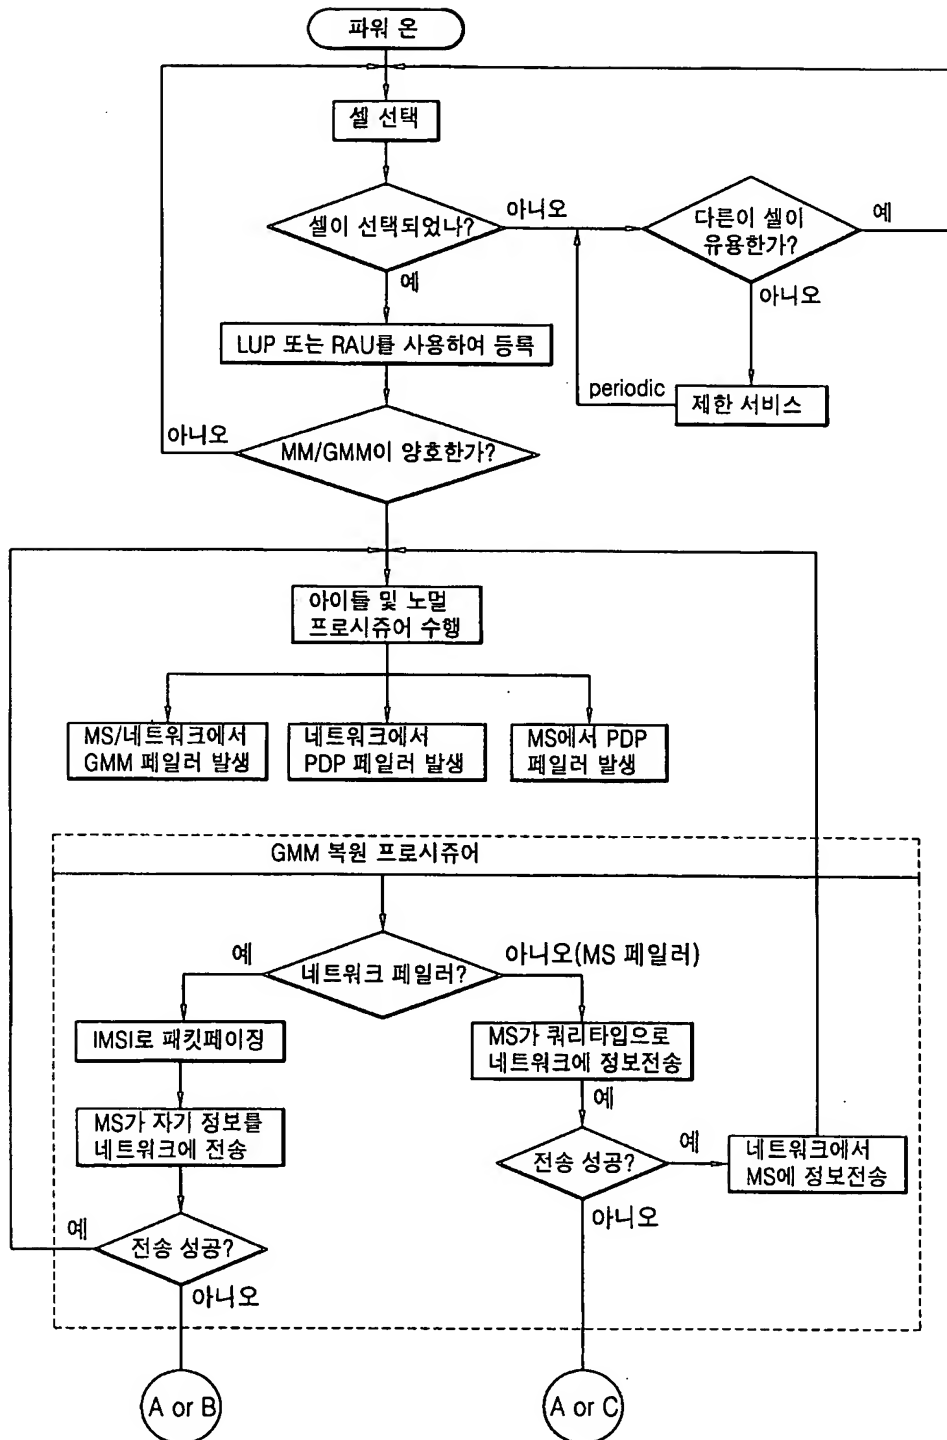 파워 온
셀 선택
셀이 선택되었나?
아니오
다른이 셀이
유용한가?
예
예
아니오
LUP 또는 RAU를 사용하여 등록
periodic
제한 서비스
아니오
MM/GMM이 양호한가?
아이들 및 노멀
프로시쥬어 수행
MS/네트워크에서
GMM 페일러 발생
네트워크에서
PDP 페일러 발생
MS에서 PDP
페일러 발생
GMM 복원 프로시쥬어
예
네트워크 페일러?
아니오(MS 페일러)
IMSI로 패킷페이징
MS가 쿼리타입으로
네트워크에 정보전송
예
MS가 자기 정보를
네트워크에 전송
전송 성공?
예
네트워크에서
MS에 정보전송
아니오
예
전송 성공?
아니오
A or B
A or C